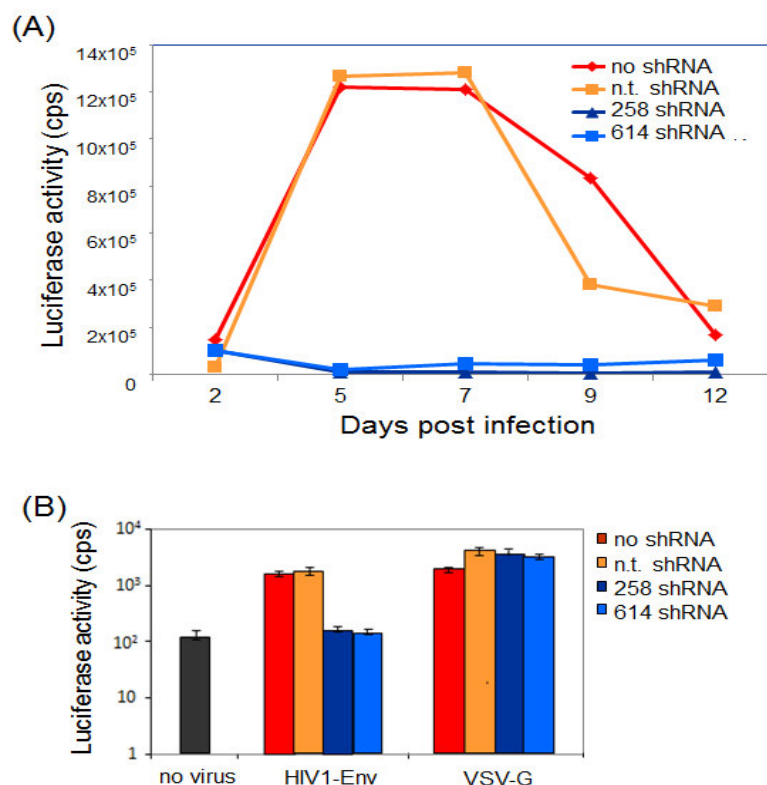 (A)
14x10⁵
12x10⁵
10x10⁵
8x10⁵
6x10⁵
4x10⁵
2x10⁵
0
Luciferase activity (cps)
no shRNA
n.t. shRNA
258 shRNA
614 shRNA
2 5 7 9 12
Days post infection
(B)
10⁴
10³
10²
10
1
Luciferase activity (cps)
no shRNA
n.t. shRNA
258 shRNA
614 shRNA
no virus HIV1-Env VSV-G